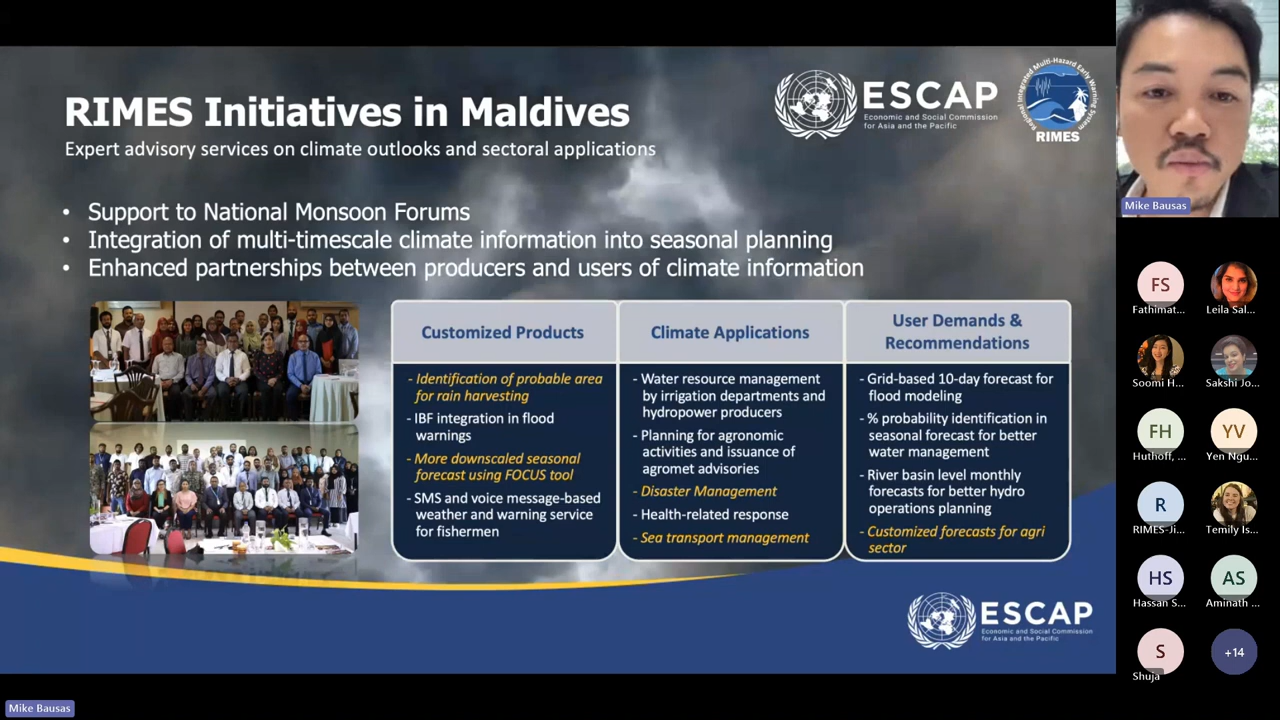 RIMES Initiatives in Maldives
Expert advisory services on climate outlooks and sectoral applications
ESCAP
Economic and Social Commission
for Asia and the Pacific
Regional Integrated Multi-Hazard Early Warning System
RIMES
• Support to National Monsoon Forums
• Integration of multi-timescale climate information into seasonal planning
• Enhanced partnerships between producers and users of climate information
Customized Products
- Identification of probable area
for rain harvesting
- IBF integration in flood
warnings
- More downscaled seasonal
forecast using FOCUS tool
- SMS and voice message-based
weather and warning service
for fishermen
Climate Applications
- Water resource management
by irrigation departments and
hydropower producers
- Planning for agronomic
activities and issuance of
agromet advisories
- Disaster Management
- Health-related response
- Sea transport management
User Demands &
Recommendations
- Grid-based 10-day forecast for
flood modeling
- % probability identification in
seasonal forecast for better
water management
- River basin level monthly
forecasts for better hydro
operations planning
- Customized forecasts for agri
sector
ESCAP
Economic and Social Commission
for Asia and the Pacific
Mike Bausas
FS
Fathimat...
Leila Sal...
Soomi H...
Sakshi Jo...
FH
Huthoff, ...
YV
Yen Ngu...
R
RIMES-Ji...
Temily Is...
HS
Hassan S...
AS
Aminath ...
S
Shuja
+14
Mike Bausas